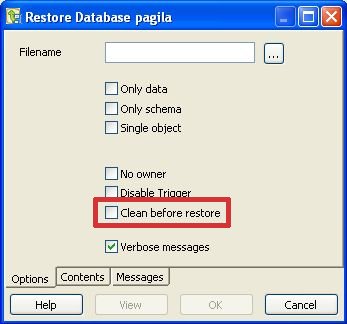 Restore Database pagila
Filename
...
Only data
Only schema
Single object
No owner
Disable Trigger
Clean before restore
Verbose messages
Options Contents Messages
Help View OK Cancel